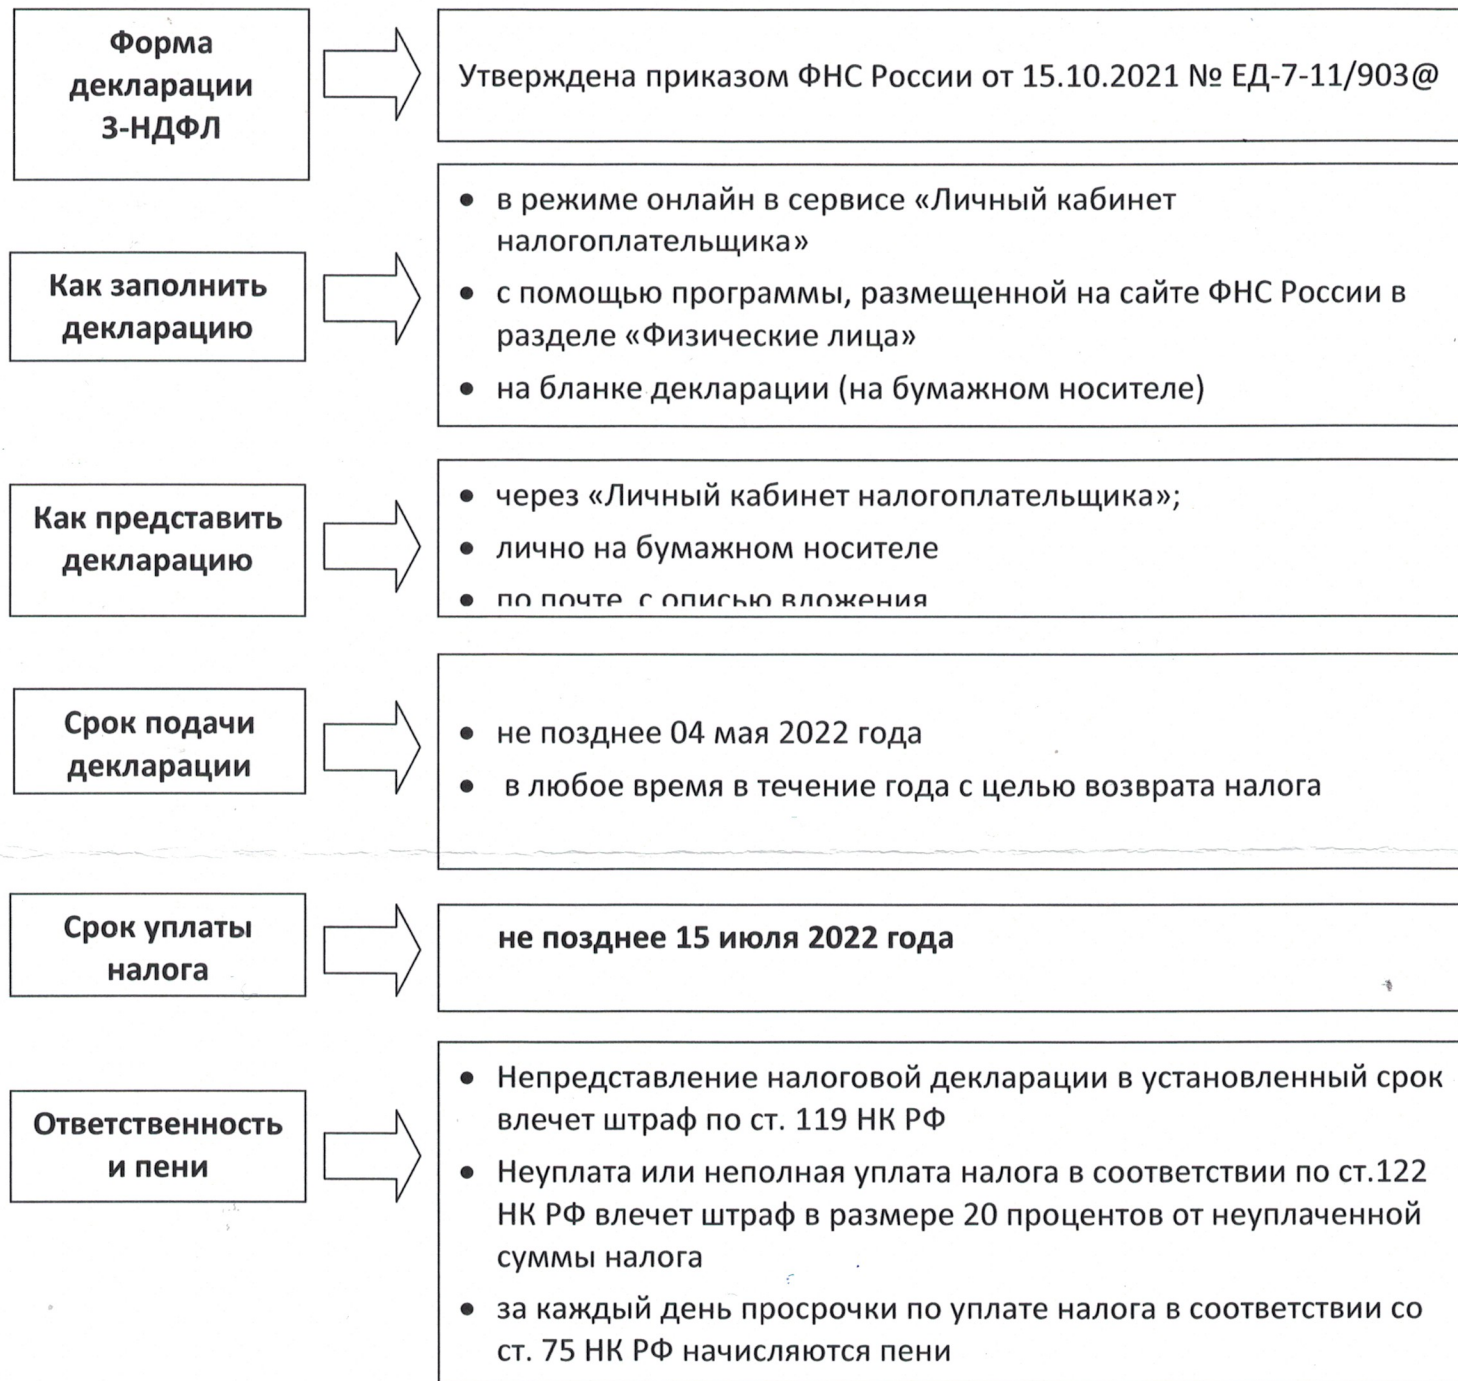 Форма
декларации
3-НДФЛ
Утверждена приказом ФНС России от 15.10.2021 № ЕД-7-11/903@
Как заполнить
декларацию
• в режиме онлайн в сервисе «Личный кабинет
налогоплательщика»
• с помощью программы, размещенной на сайте ФНС России в
разделе «Физические лица»
• на бланке декларации (на бумажном носителе)
Как представить
декларацию
• через «Личный кабинет налогоплательщика»;
• лично на бумажном носителе
• по почте с описью вложения
Срок подачи
декларации
• не позднее 04 мая 2022 года
• в любое время в течение года с целью возврата налога
Срок уплаты
налога
не позднее 15 июля 2022 года
Ответственность
и пени
• Непредставление налоговой декларации в установленный срок
влечет штраф по ст. 119 НК РФ
• Неуплата или неполная уплата налога в соответствии по ст.122
НК РФ влечет штраф в размере 20 процентов от неуплаченной
суммы налога
• за каждый день просрочки по уплате налога в соответствии со
ст. 75 НК РФ начисляются пени